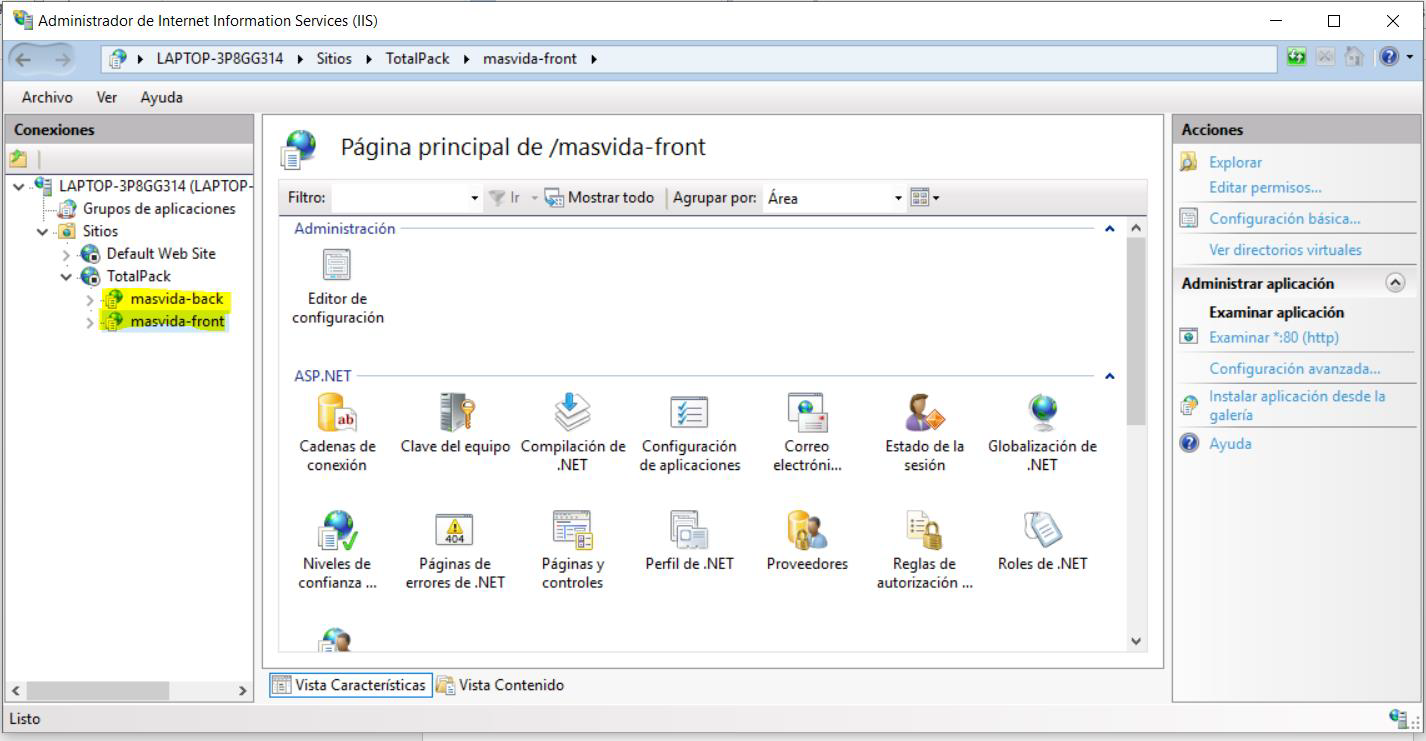 Administrador de Internet Information Services (IIS)
LAPTOP-3P8GG314 Sitios TotalPack masvida-front
Archivo Ver Ayuda
Conexiones
LAPTOP-3P8GG314 (LAPTOP-
Grupos de aplicaciones
Sitios
Default Web Site
TotalPack
masvida-back
masvida-front
Página principal de /masvida-front
Filtro: Ir Mostrar todo Agrupar por: Área
Administración
Editor de
configuración
ASP.NET
Cadenas de
conexión
Clave del equipo
Compilación de
.NET
Configuración
de aplicaciones
Correo
electróni...
Estado de la
sesión
Globalización de
.NET
Niveles de
confianza ...
404
Páginas de
errores de .NET
Páginas y
controles
Perfil de .NET
Proveedores
Reglas de
autorización ...
Roles de .NET
Vista Características Vista Contenido
Acciones
Explorar
Editar permisos...
Configuración básica...
Ver directorios virtuales
Administrar aplicación
Examinar aplicación
Examinar *:80 (http)
Configuración avanzada...
Instalar aplicación desde la
galería
Ayuda
Listo